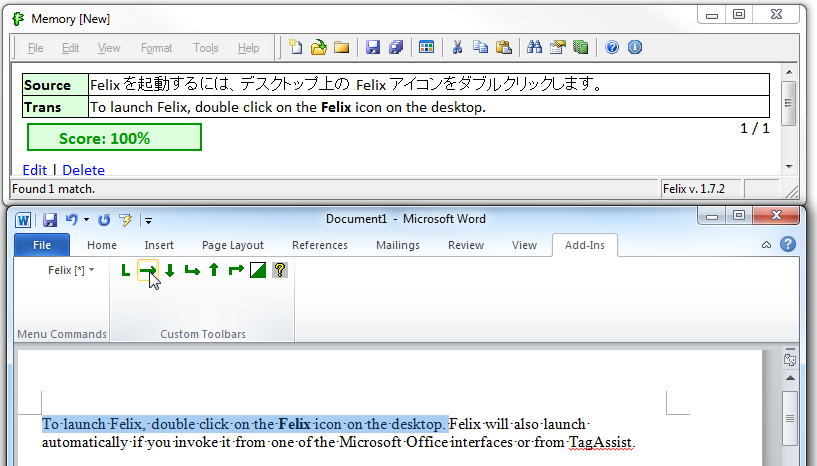 Memory [New]
File Edit View Format Tools Help
Source Felix を起動するには、デスクトップ上の Felix アイコンをダブルクリックします。
Trans To launch Felix, double click on the Felix icon on the desktop.
Score: 100% 1 / 1
Edit | Delete
Found 1 match. Felix v. 1.7.2
Document1 - Microsoft Word
File Home Insert Page Layout References Mailings Review View Add-Ins
Felix [*]
Menu Commands Custom Toolbars
To·launch·Felix,·double·click·on·the·Felix·icon·on·the·desktop.·Felix·will·also·launch·
automatically·if·you·invoke·it·from·one·of·the·Microsoft·Office·interfaces·or·from·TagAssist.